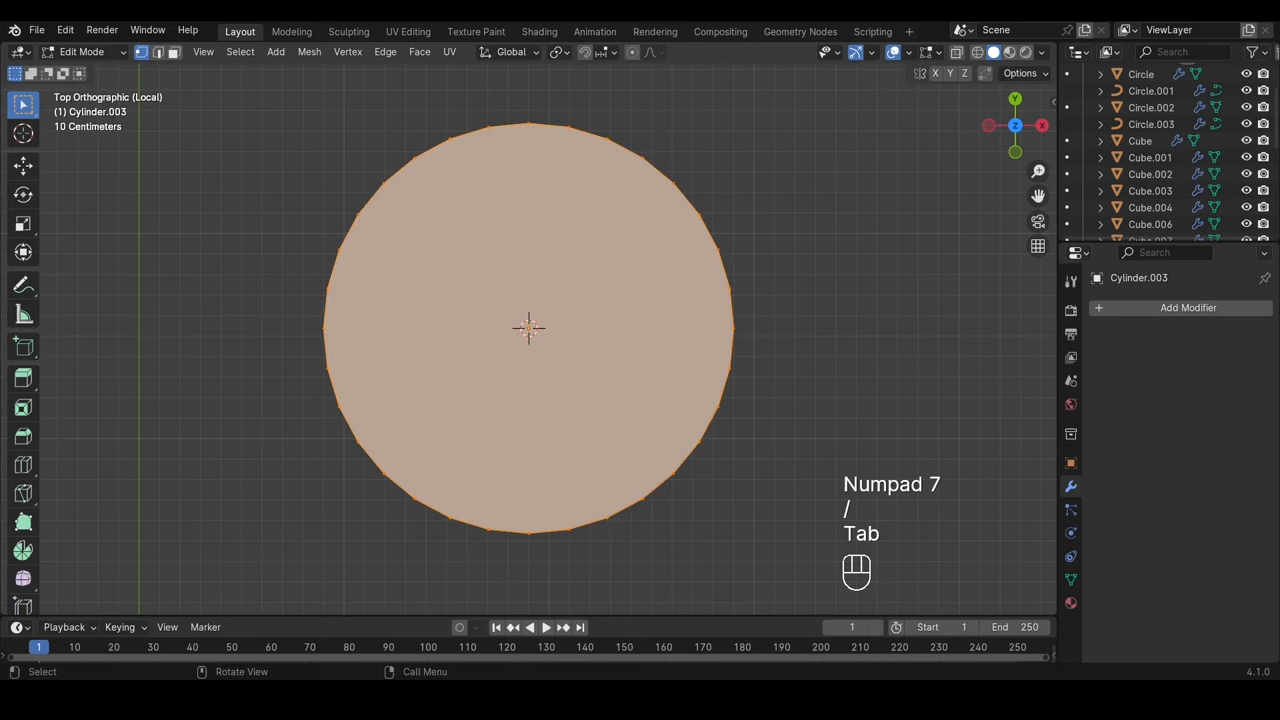 File Edit Render Window Help Layout Modeling Sculpting UV Editing Texture Paint Shading Animation Rendering Compositing Geometry Nodes Scripting + Scene ViewLayer
Edit Mode View Select Add Mesh Vertex Edge Face UV Global Search
X Y Z Options
Top Orthographic (Local)
(1) Cylinder.003
10 Centimeters
Y
Z
X
Circle
Circle.001
Circle.002
Circle.003
Cube
Cube.001
Cube.002
Cube.003
Cube.004
Cube.006
Search
Cylinder.003
+ Add Modifier
Numpad 7
/
Tab
Playback Keying View Marker 1 Start 1 End 250
1 10 20 30 40 50 60 70 80 90 100 110 120 130 140 150 160 170 180 190 200 210 220 230 240 250
Select Rotate View Call Menu 4.1.0